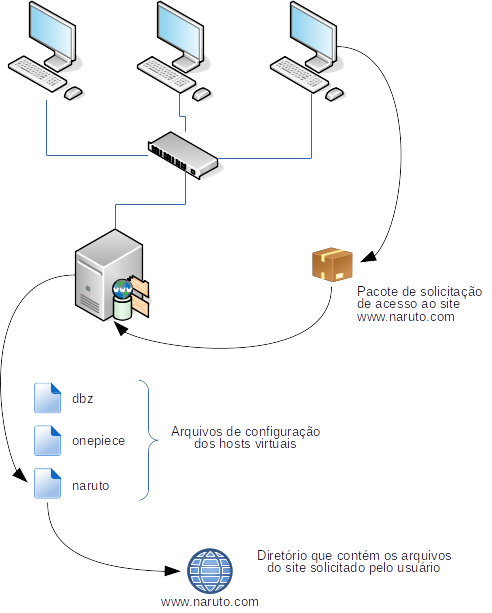 Pacote de solicitação
de acesso ao site
www.naruto.com
dbz
onepiece
naruto
Arquivos de configuração
dos hosts virtuais
Diretório que contém os arquivos
do site solicitado pelo usuário
www.naruto.com